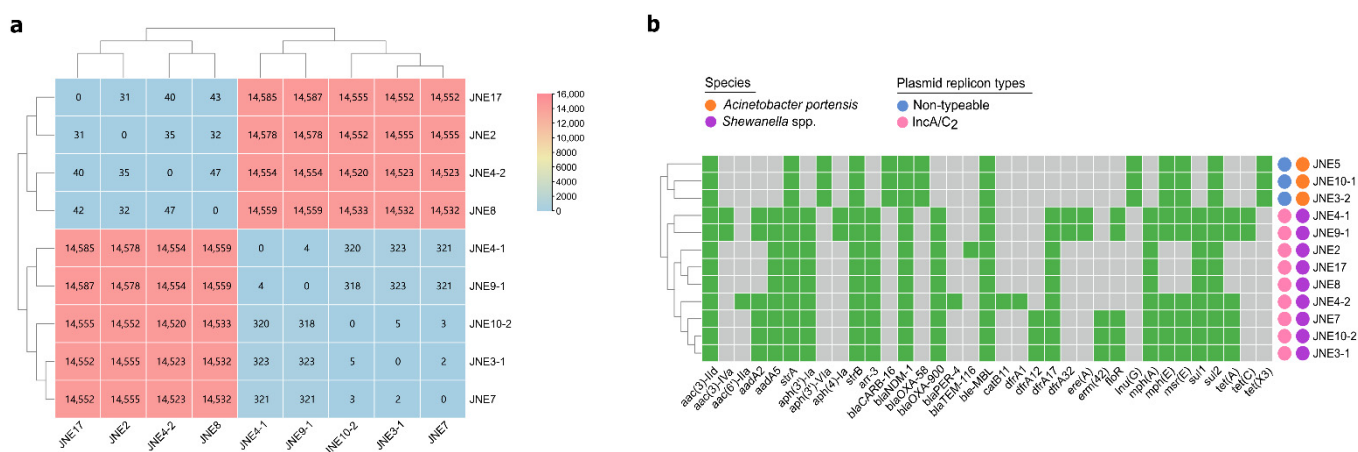 a
0 31 40 43 14,585 14,587 14,555 14,552 14,552 JNE17
31 0 35 32 14,578 14,578 14,552 14,555 14,555 JNE2
40 35 0 47 14,554 14,554 14,520 14,523 14,523 JNE4-2
42 32 47 0 14,559 14,559 14,533 14,532 14,532 JNE8
14,585 14,578 14,554 14,559 0 4 320 323 321 JNE4-1
14,587 14,578 14,554 14,559 4 0 318 323 321 JNE9-1
14,555 14,552 14,520 14,533 320 318 0 5 3 JNE10-2
14,552 14,555 14,523 14,532 323 323 5 0 2 JNE3-1
14,552 14,555 14,523 14,532 321 321 3 2 0 JNE7
JNE17 JNE2 JNE4-2 JNE8 JNE4-1 JNE9-1 JNE10-2 JNE3-1 JNE7
16,000
14,000
12,000
10,000
8000
6000
4000
2000
0
b
Species
Acinetobacter portensis
Shewanella spp.
Plasmid replicon types
Non-typeable
IncA/C2
JNE5
JNE10-1
JNE3-2
JNE4-1
JNE9-1
JNE2
JNE17
JNE8
JNE4-2
JNE7
JNE10-2
JNE3-1
aac(3)-IId
aac(3)-IVa
aac(6')-IIa
aadA2
aadA5
strA
aph(3')-Ia
aph(3')-VIa
aph(4)-Ia
strB
arr-3
blaCARB-16
blaNDM-1
blaOXA-58
blaOXA-900
blaPER-4
blaTEM-116
ble-MBL
catB11
dfrA1
dfrA12
dfrA17
dfrA32
ere(A)
erm(42)
floR
lnu(G)
mph(A)
mph(E)
msr(E)
sul1
sul2
tet(A)
tet(C)
tet(X3)